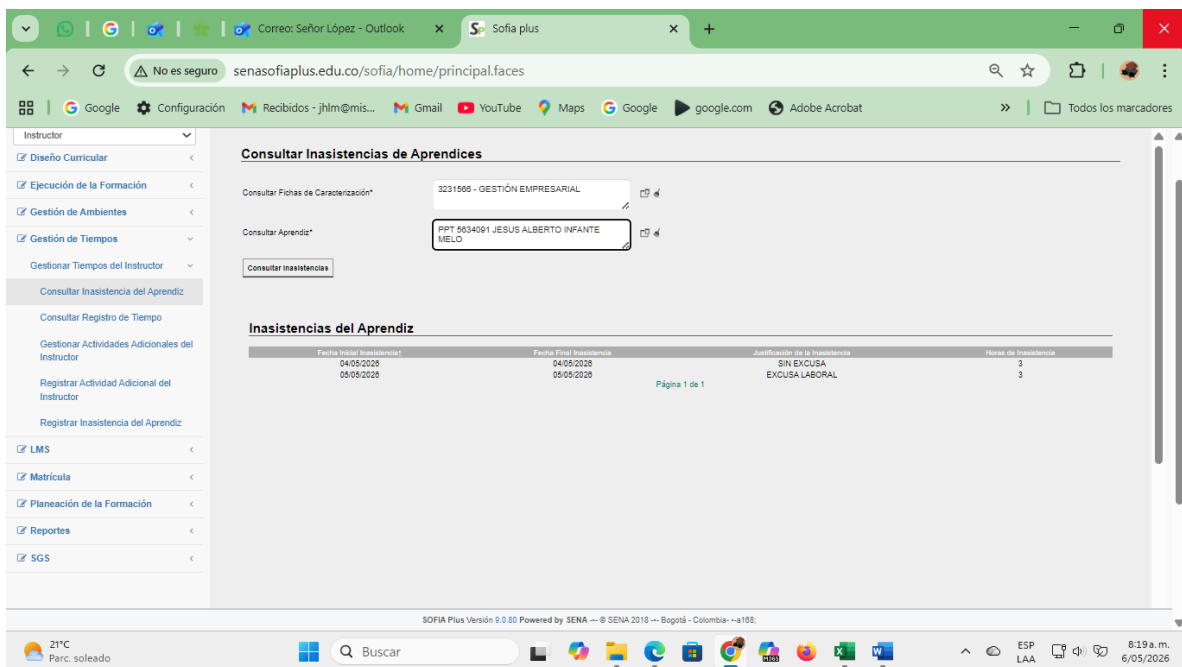 Correo: Señor López - Outlook
Sofia plus
No es seguro senasofiaplus.edu.co/sofia/home/principal.faces
Google Configuración Recibidos - jhlm@mis... Gmail YouTube Maps Google google.com Adobe Acrobat » Todos los marcadores
Instructor
Diseño Curricular
Ejecución de la Formación
Gestión de Ambientes
Gestión de Tiempos
Gestionar Tiempos del Instructor
Consultar Inasistencia del Aprendiz
Consultar Registro de Tiempo
Gestionar Actividades Adicionales del
Instructor
Registrar Actividad Adicional del
Instructor
Registrar Inasistencia del Aprendiz
LMS
Matrícula
Planeación de la Formación
Reportes
SGS
Consultar Inasistencias de Aprendices
Consultar Fichas de Caracterización* 3231566 - GESTIÓN EMPRESARIAL
Consultar Aprendiz* PPT 5634091 JESUS ALBERTO INFANTE
MELO
Consultar Inasistencias
Inasistencias del Aprendiz
Fecha Inicial Inasistencia† Fecha Final Inasistencia Justificación de la Inasistencia Horas de Inasistencia
04/05/2026 04/05/2026 SIN EXCUSA 3
05/05/2026 05/05/2026 EXCUSA LABORAL 3
Página 1 de 1
SOFIA Plus Versión 9.0.80 Powered by SENA --- © SENA 2018 --- Bogotá - Colombia- --a168;
21°C
Parc. soleado
Buscar
M365
ESP
LAA
8:19 a. m.
6/05/2026